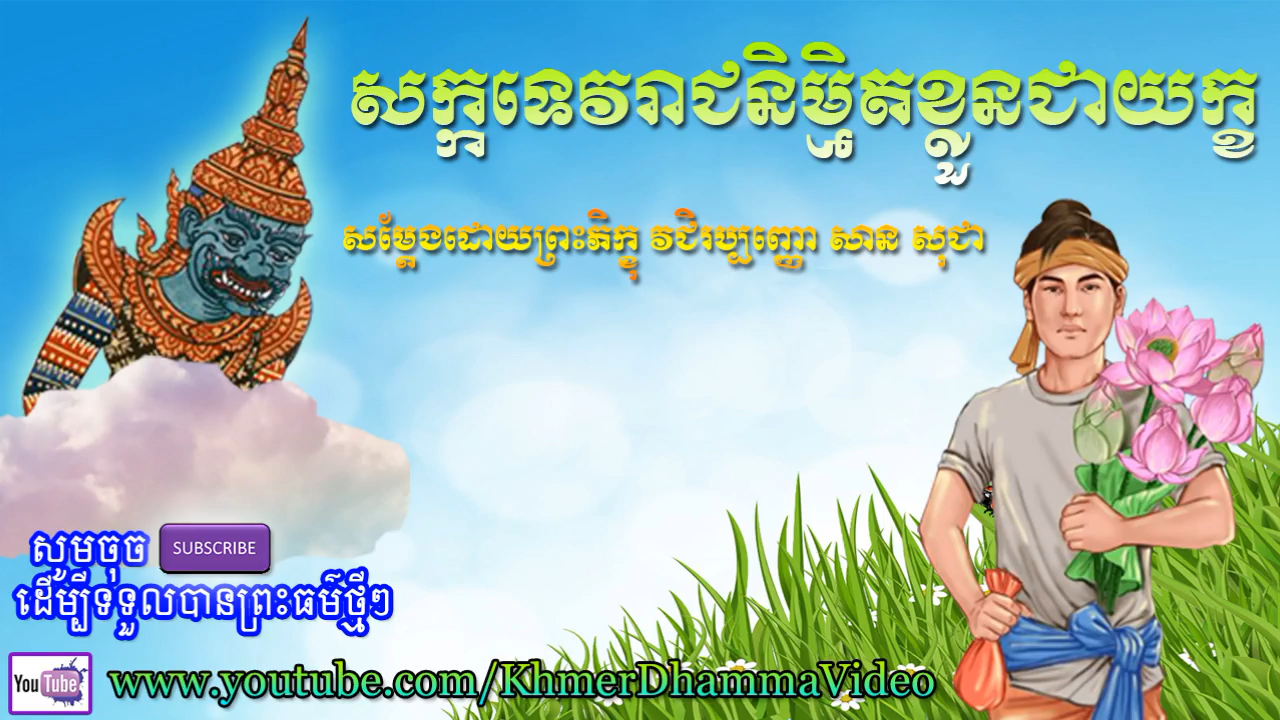 សក្កទេវរាជនិម្មិតខ្លួនជាយក្ខ
សម្តែងដោយព្រះភិក្ខុ វជិរប្បញ្ញោ សាន សុជា
សូមចុច SUBSCRIBE
ដើម្បីទទួលបានព្រះធម៌ថ្មីៗ
YouTube www.youtube.com/KhmerDhammaVideo